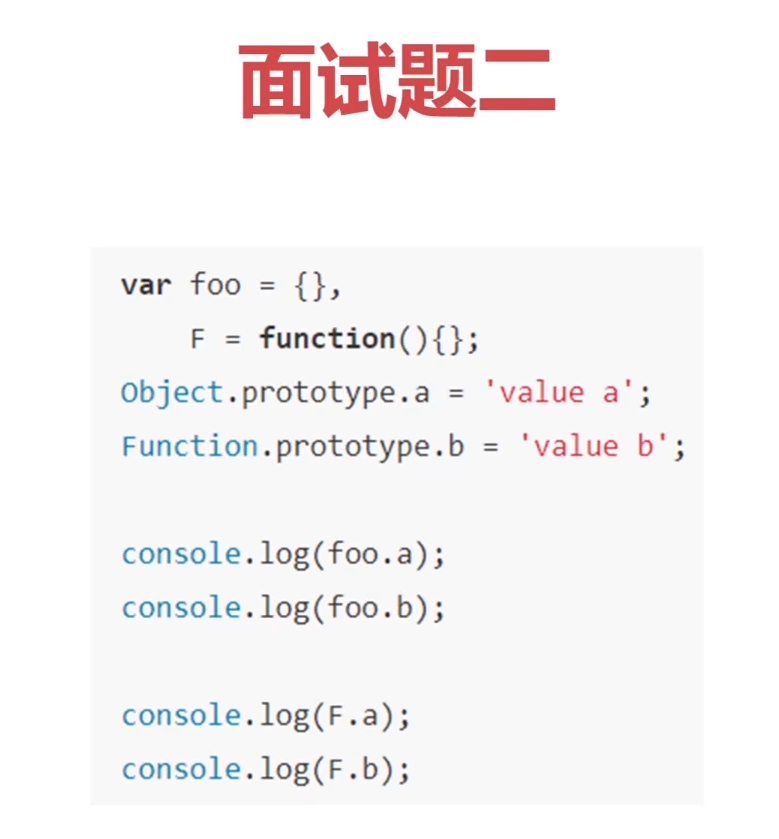 面试题二
var foo = {},
    F = function(){};
Object.prototype.a = 'value a';
Function.prototype.b = 'value b';
console.log(foo.a);
console.log(foo.b);
console.log(F.a);
console.log(F.b);